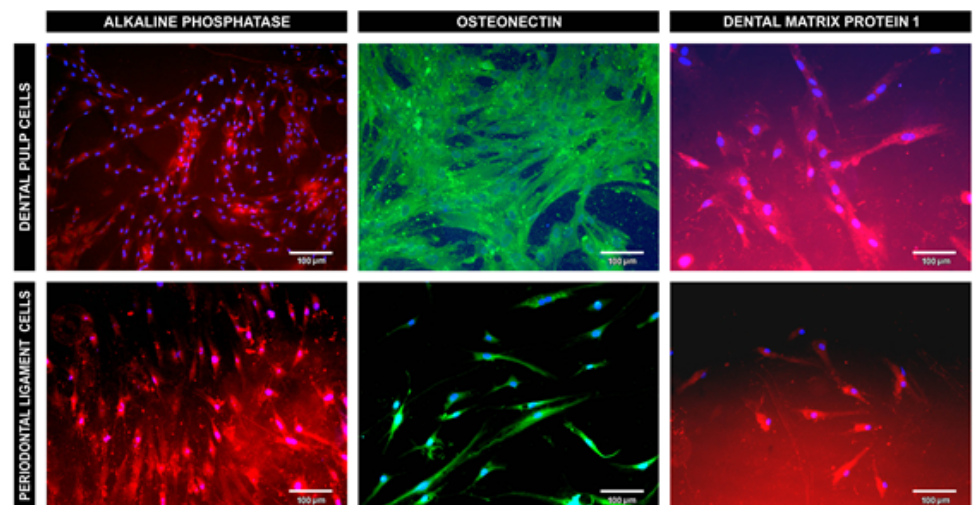 ALKALINE PHOSPHATASE
OSTEONECTIN
DENTAL MATRIX PROTEIN 1
DENTAL PULP CELLS
100 µm
100 µm
100 µm
PERIODONTAL LIGAMENT CELLS
100 µm
100 µm
100 µm